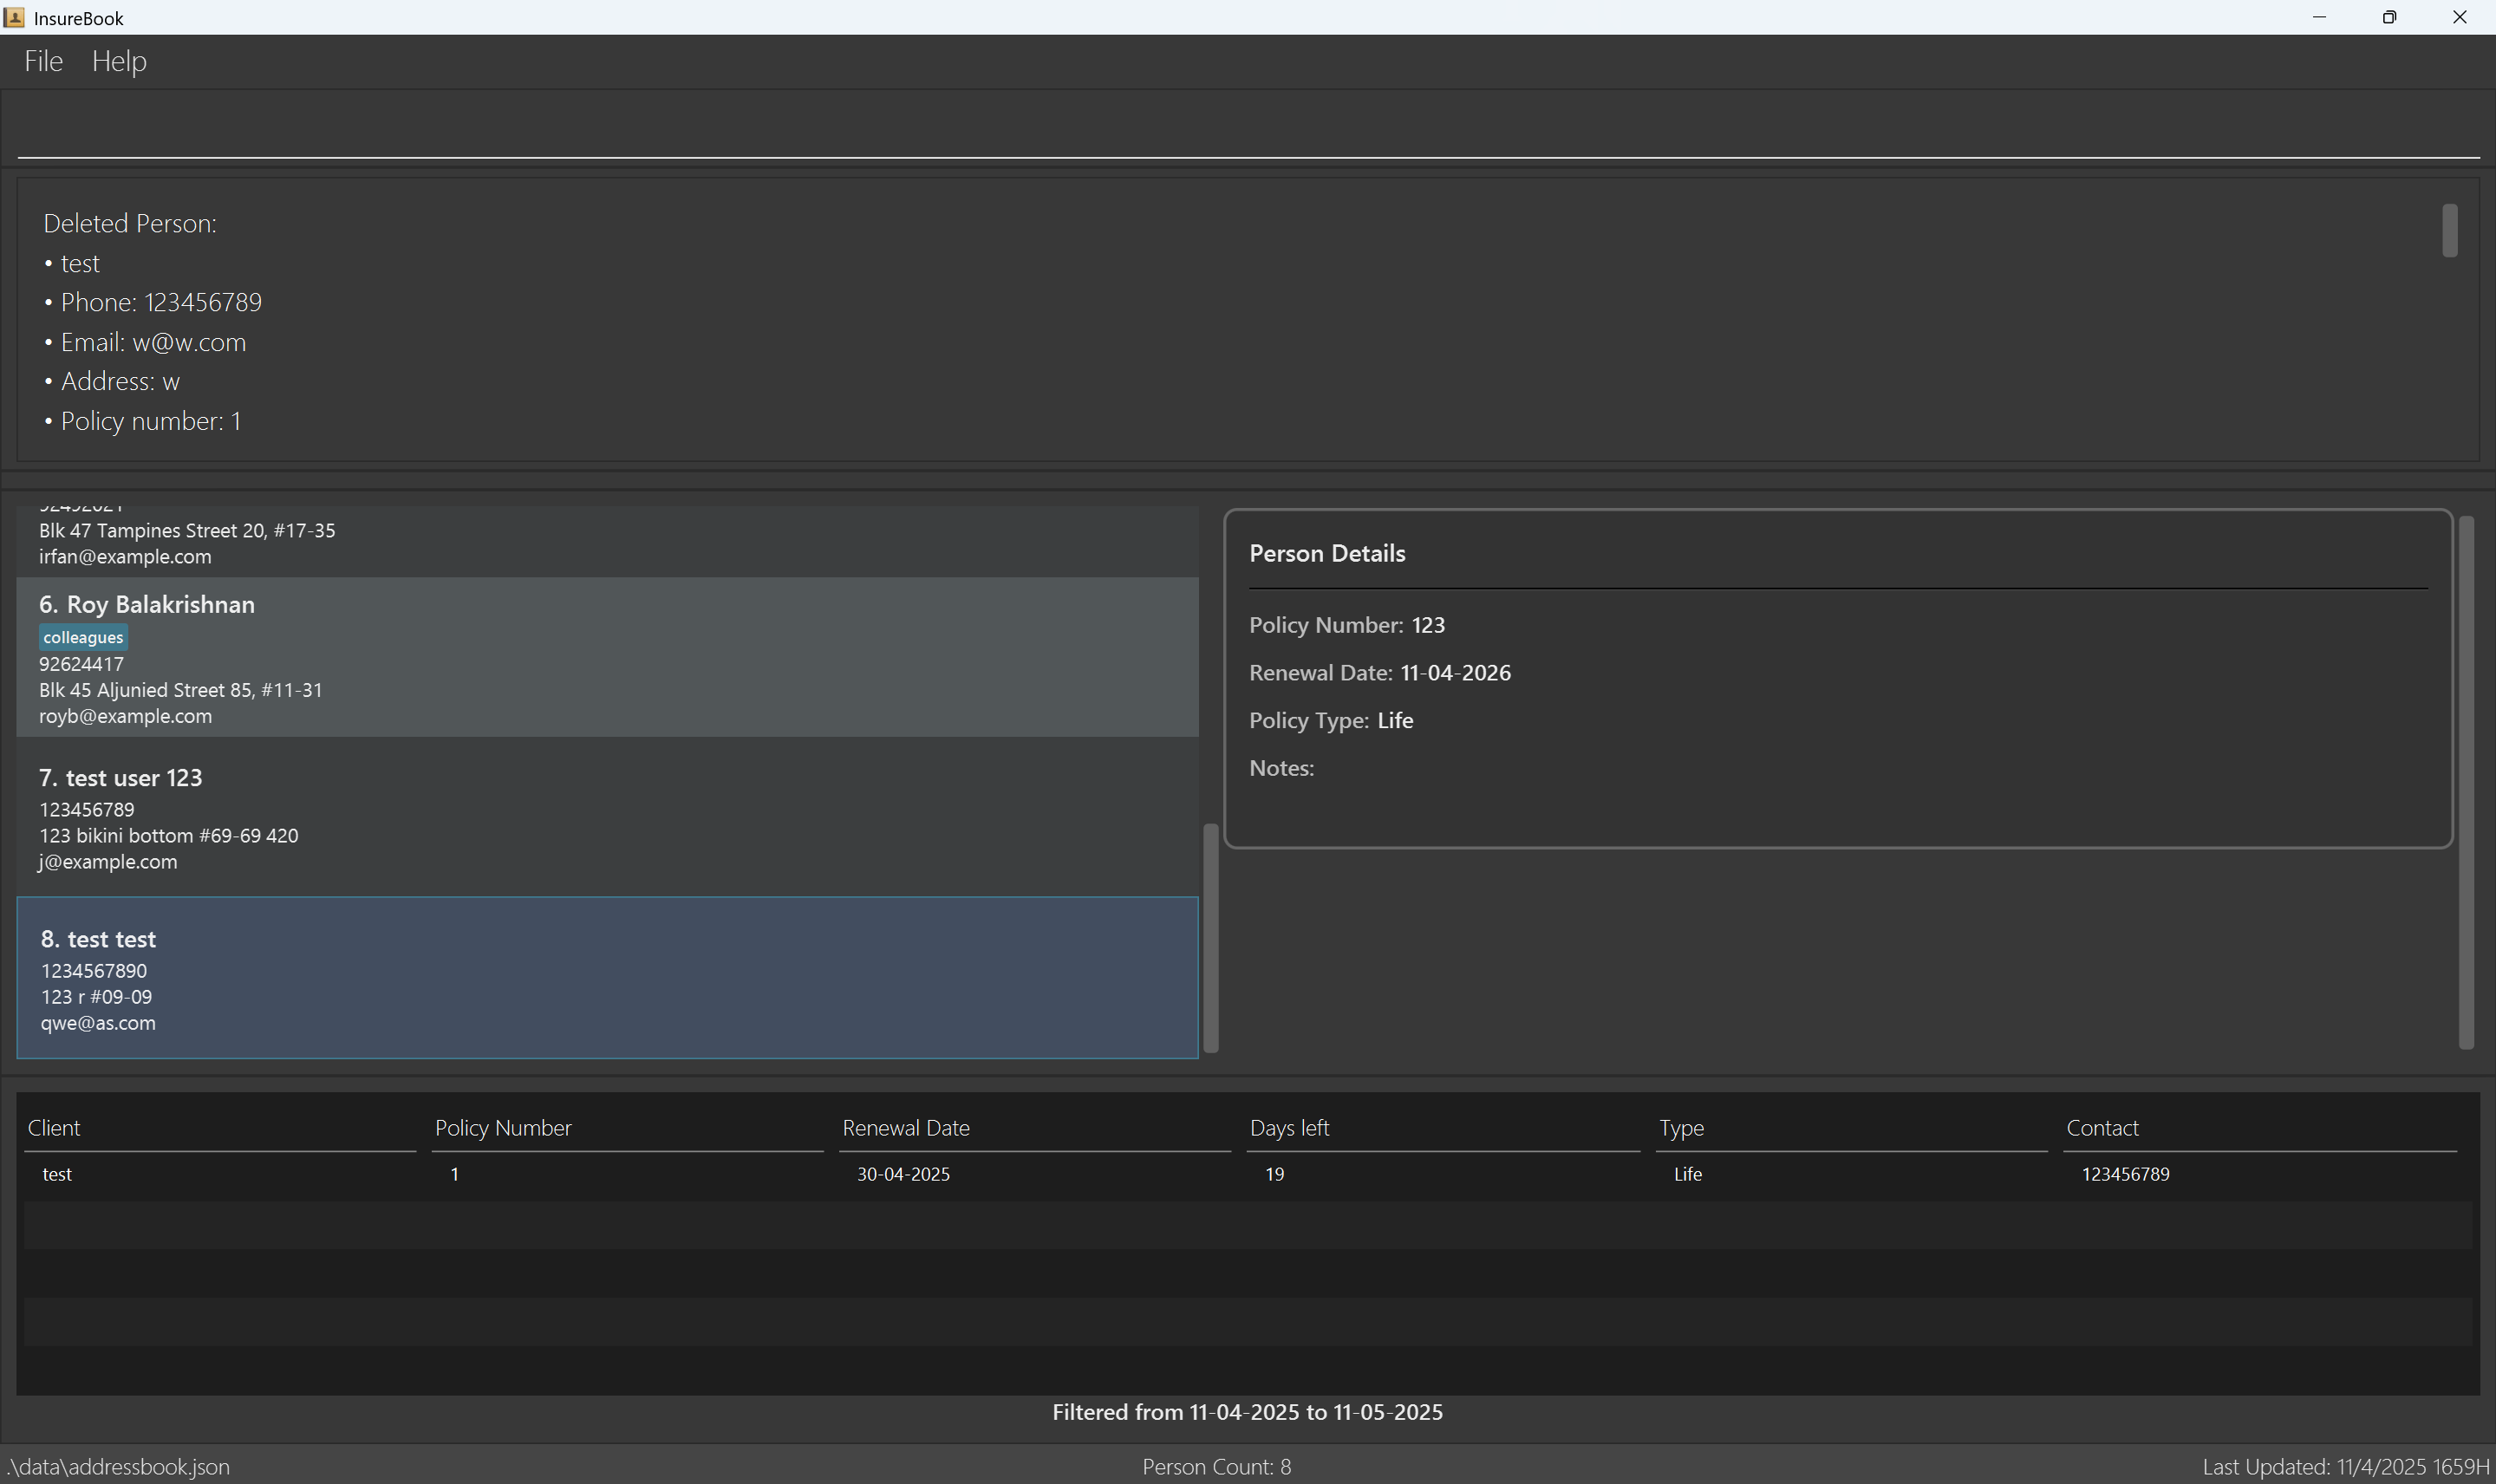 InsureBook
File Help
Deleted Person:
• test
• Phone: 123456789
• Email: w@w.com
• Address: w
• Policy number: 1
Blk 47 Tampines Street 20, #17-35
irfan@example.com
6. Roy Balakrishnan
colleagues
92624417
Blk 45 Aljunied Street 85, #11-31
royb@example.com
7. test user 123
123456789
123 bikini bottom #69-69 420
j@example.com
8. test test
1234567890
123 r #09-09
qwe@as.com
Person Details
Policy Number: 123
Renewal Date: 11-04-2026
Policy Type: Life
Notes:
Client Policy Number Renewal Date Days left Type Contact
test 1 30-04-2025 19 Life 123456789
Filtered from 11-04-2025 to 11-05-2025
.\data\addressbook.json Person Count: 8 Last Updated: 11/4/2025 1659H